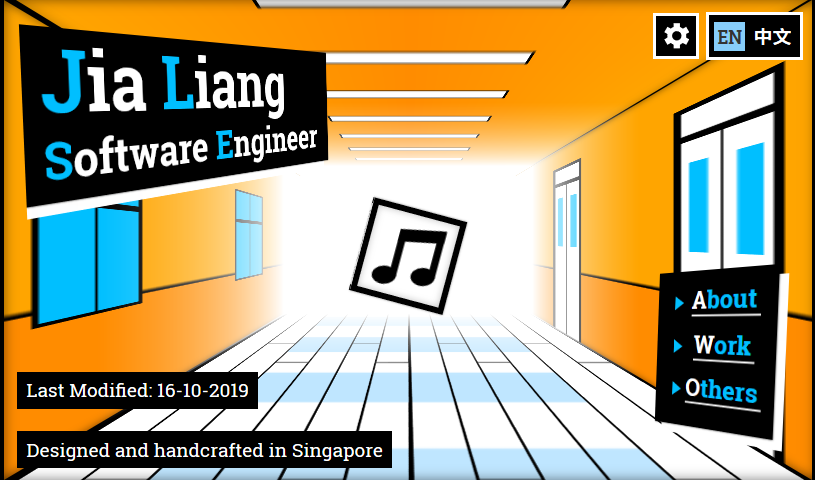 Jia Liang
Software Engineer
EN 中文
About
Work
Others
Last Modified: 16-10-2019
Designed and handcrafted in Singapore